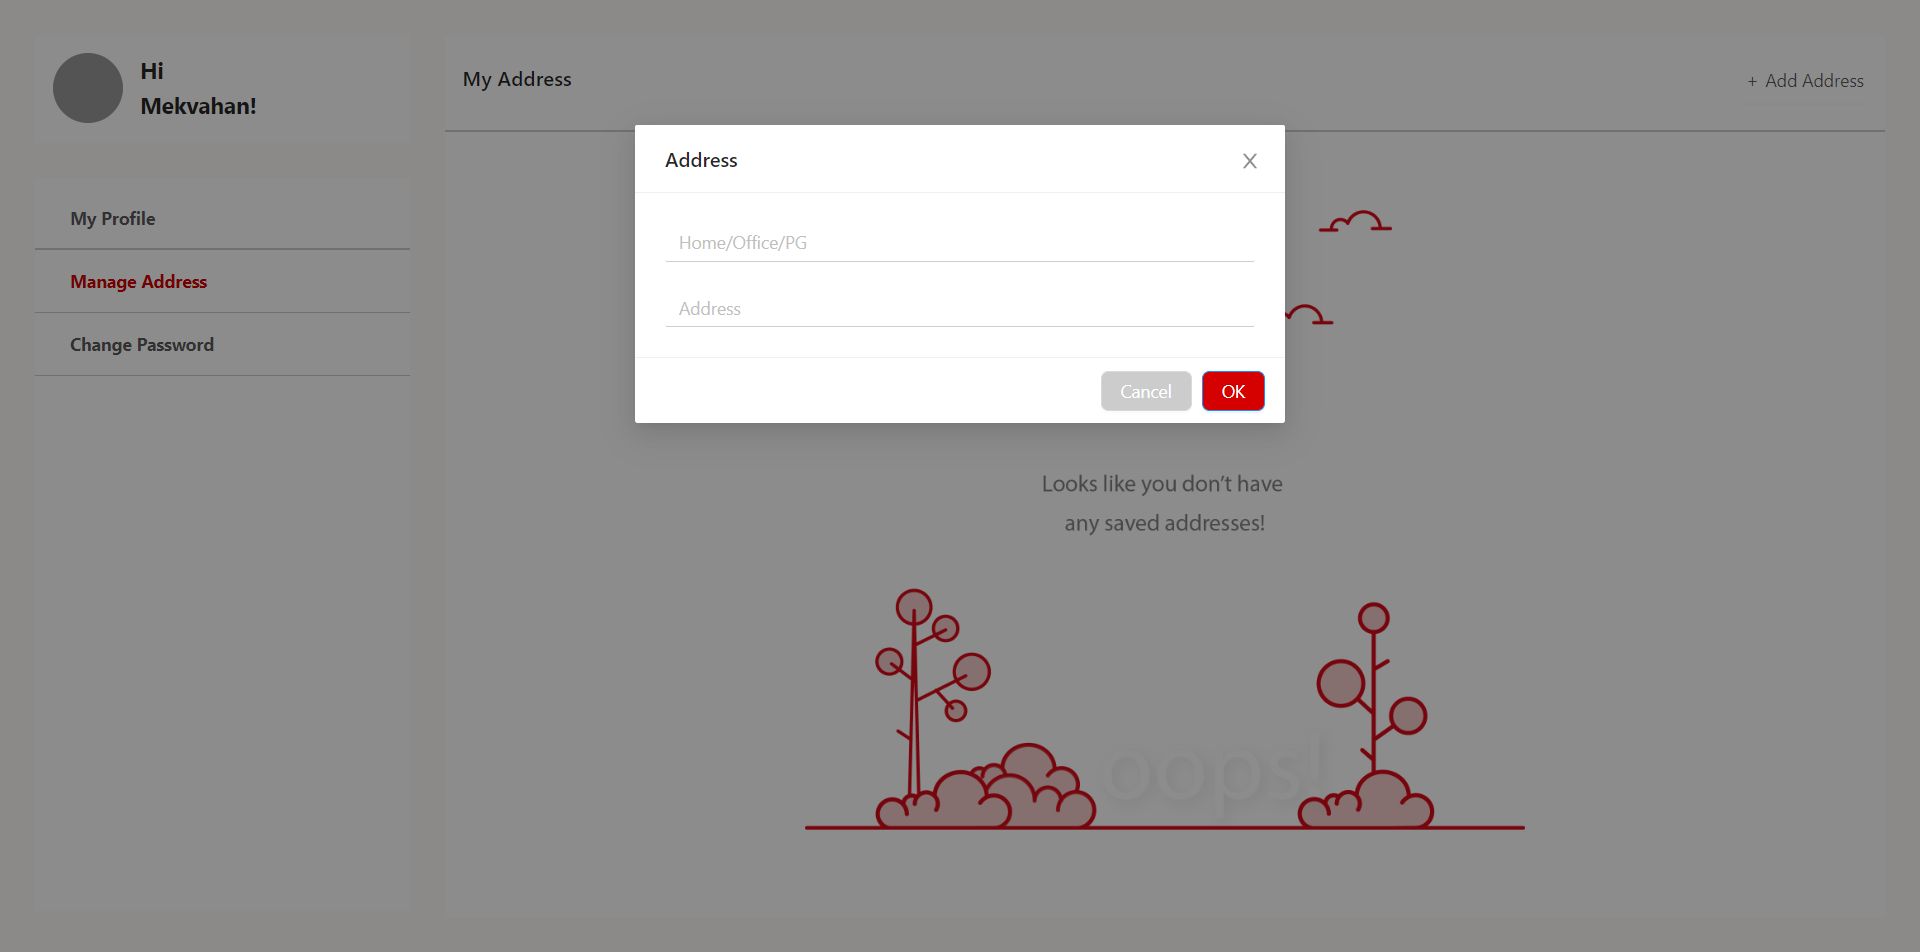 Hi
Mekvahan!
My Profile
Manage Address
Change Password
My Address
+ Add Address
Address
X
Home/Office/PG
Address
Cancel
OK
Looks like you don't have
any saved addresses!
oops!